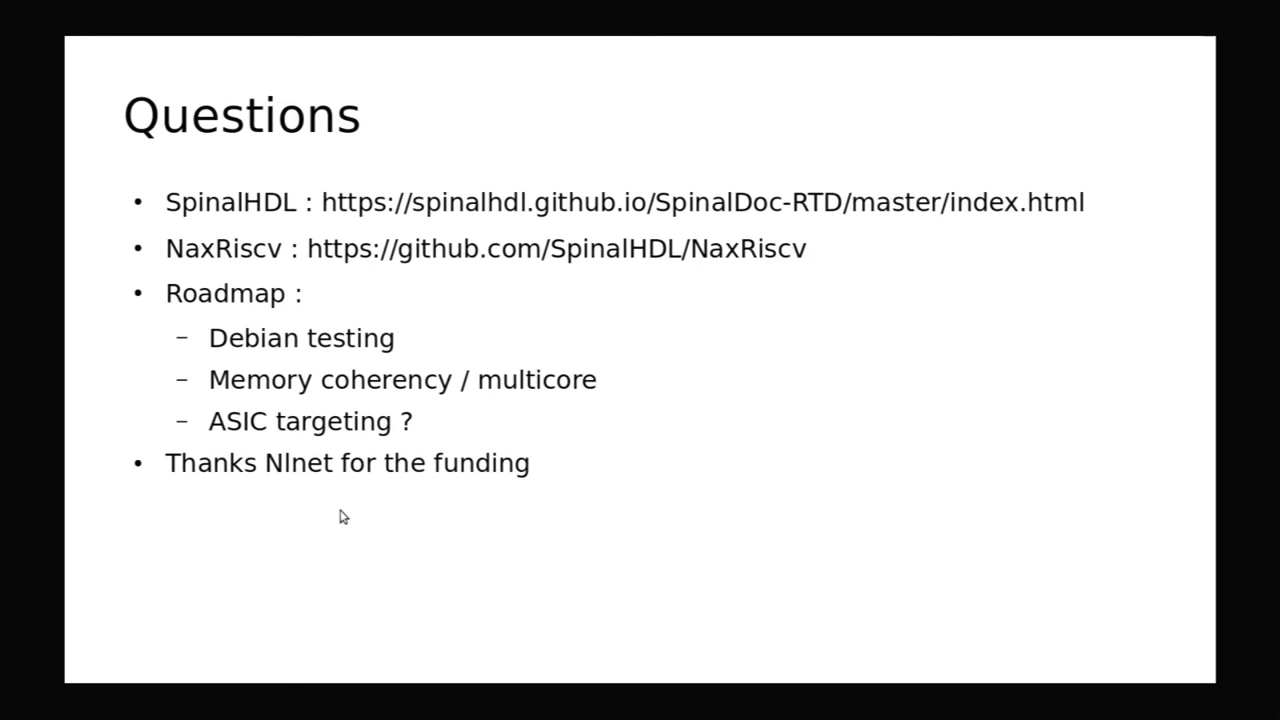 Questions
• SpinalHDL : https://spinalhdl.github.io/SpinalDoc-RTD/master/index.html
• NaxRiscv : https://github.com/SpinalHDL/NaxRiscv
• Roadmap :
– Debian testing
– Memory coherency / multicore
– ASIC targeting ?
• Thanks Nlnet for the funding